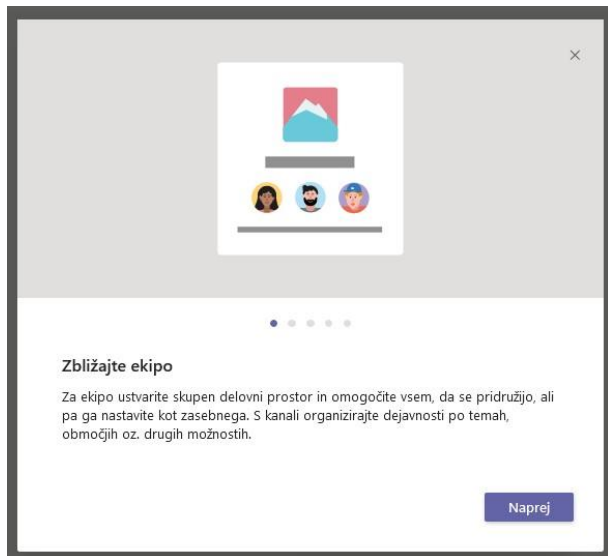 Zbližajte ekipo
Za ekipo ustvarite skupen delovni prostor in omogočite vsem, da se pridružijo, ali
pa ga nastavite kot zasebnega. S kanali organizirajte dejavnosti po temah,
območjih oz. drugih možnostih.
Naprej